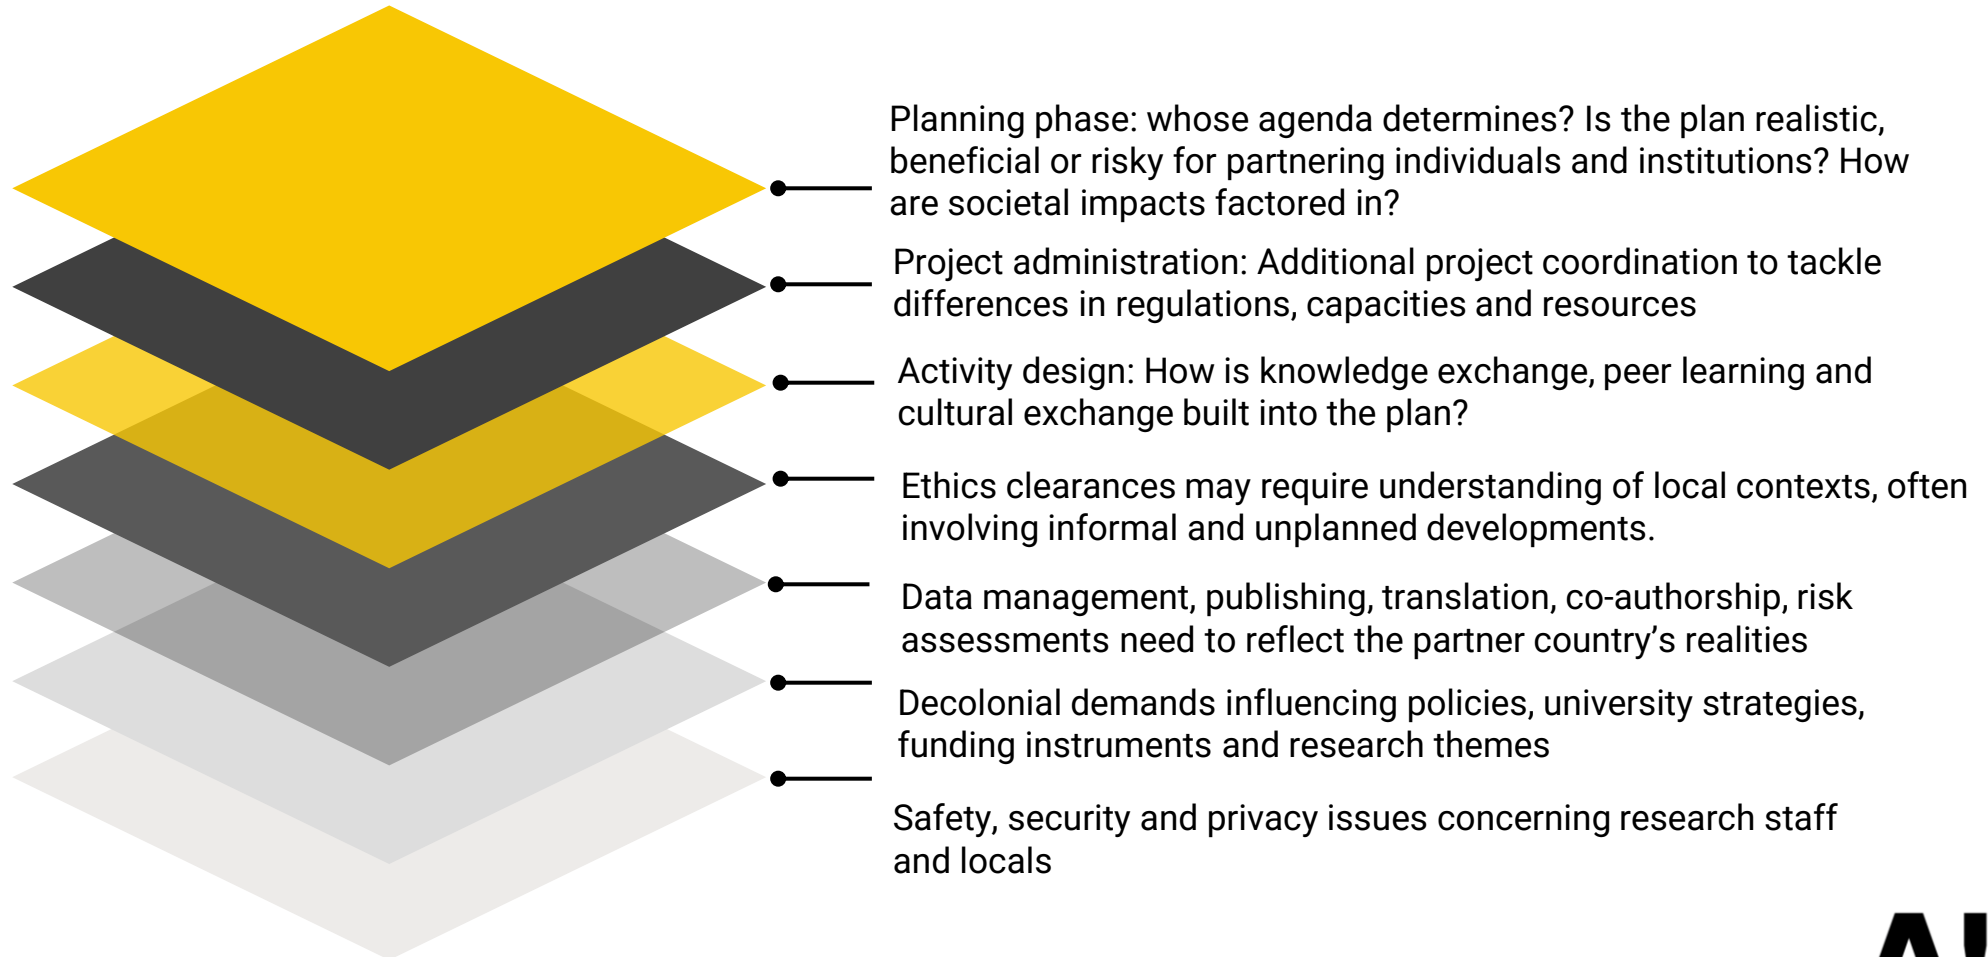 Planning phase: whose agenda determines? Is the plan realistic,
beneficial or risky for partnering individuals and institutions? How
are societal impacts factored in?
Project administration: Additional project coordination to tackle
differences in regulations, capacities and resources
Activity design: How is knowledge exchange, peer learning and
cultural exchange built into the plan?
Ethics clearances may require understanding of local contexts, often
involving informal and unplanned developments.
Data management, publishing, translation, co-authorship, risk
assessments need to reflect the partner country’s realities
Decolonial demands influencing policies, university strategies,
funding instruments and research themes
Safety, security and privacy issues concerning research staff
and locals